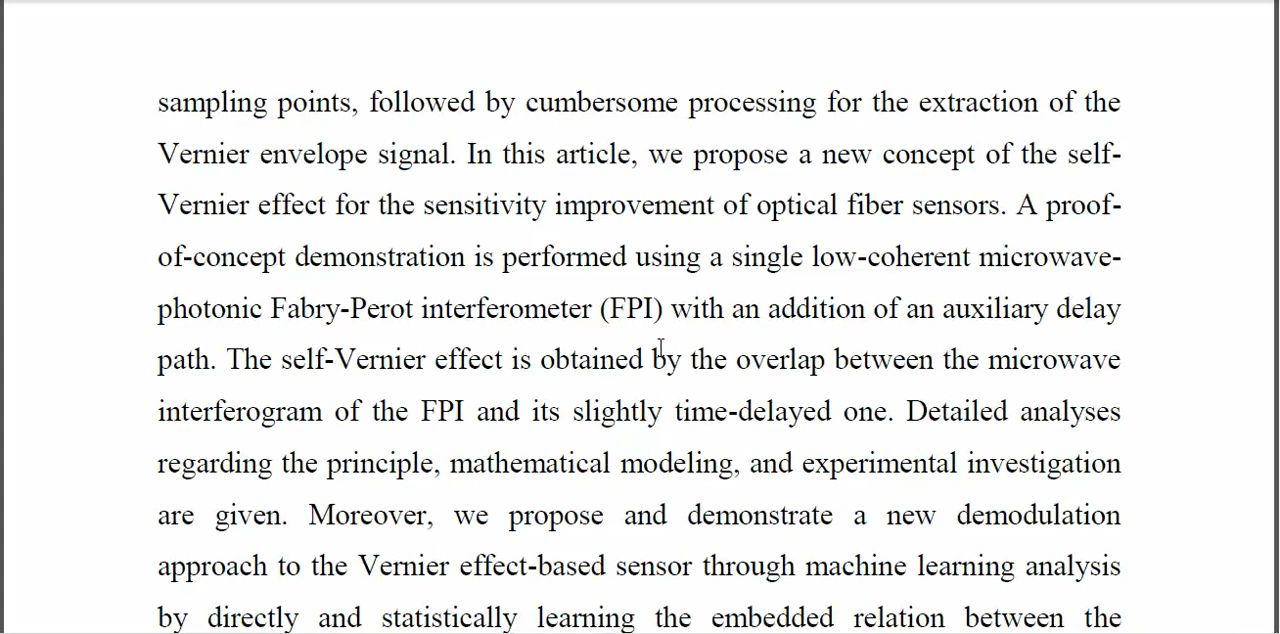 sampling points, followed by cumbersome processing for the extraction of the
Vernier envelope signal. In this article, we propose a new concept of the self-
Vernier effect for the sensitivity improvement of optical fiber sensors. A proof-
of-concept demonstration is performed using a single low-coherent microwave-
photonic Fabry-Perot interferometer (FPI) with an addition of an auxiliary delay
path. The self-Vernier effect is obtained by the overlap between the microwave
interferogram of the FPI and its slightly time-delayed one. Detailed analyses
regarding the principle, mathematical modeling, and experimental investigation
are given. Moreover, we propose and demonstrate a new demodulation
approach to the Vernier effect-based sensor through machine learning analysis
by directly and statistically learning the embedded relation between the